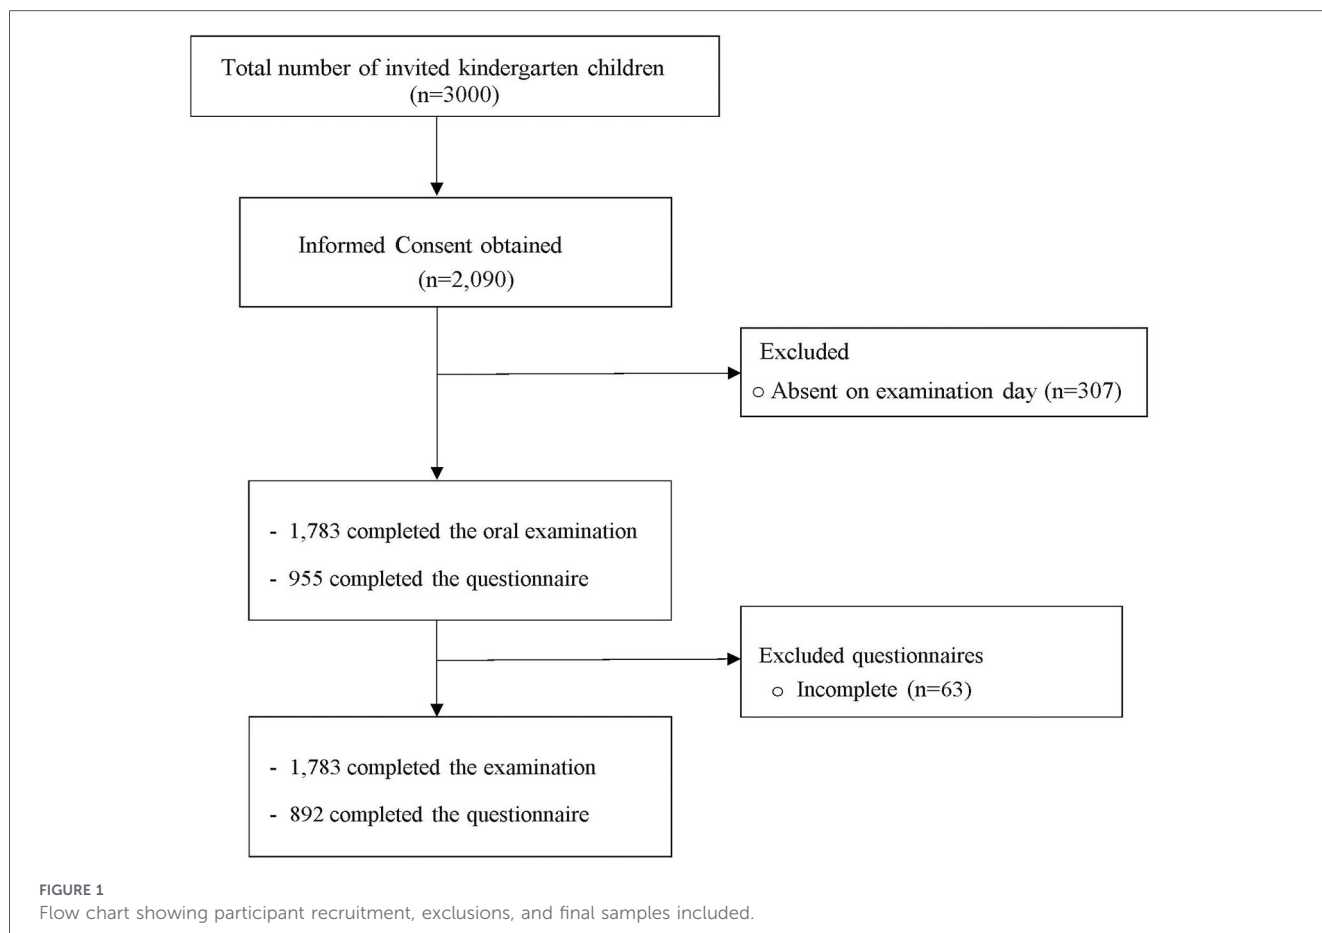 Total number of invited kindergarten children
(n=3000)
Informed Consent obtained
(n=2,090)
Excluded
o Absent on examination day (n=307)
- 1,783 completed the oral examination
- 955 completed the questionnaire
Excluded questionnaires
o Incomplete (n=63)
- 1,783 completed the examination
- 892 completed the questionnaire
FIGURE 1
Flow chart showing participant recruitment, exclusions, and final samples included.